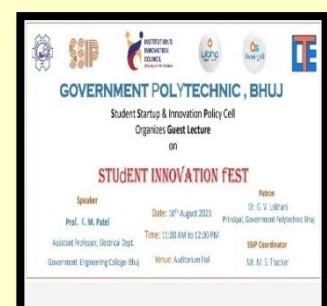 SSIP
INSTITUTION'S
INNOVATION
COUNCIL
GOVERNMENT POLYTECHNIC , BHUJ
Student Startup & Innovation Policy Cell
Organizes Guest Lecture
on
STUdENT INNOVATION fEST
Speaker
Prof. K. M. Patel
Assistant Professor, Electrical Dept.
Government Engineering College-Bhuj
Date: 10th August 2023
Time: 11:00 AM to 12:00 PM
Venue: Auditorium Hall
Patron
Dr. G. V. Lakhani
Principal, Government Polytechnic Bhuj
SSIP Coordinator
Mr. M. S. Thacker